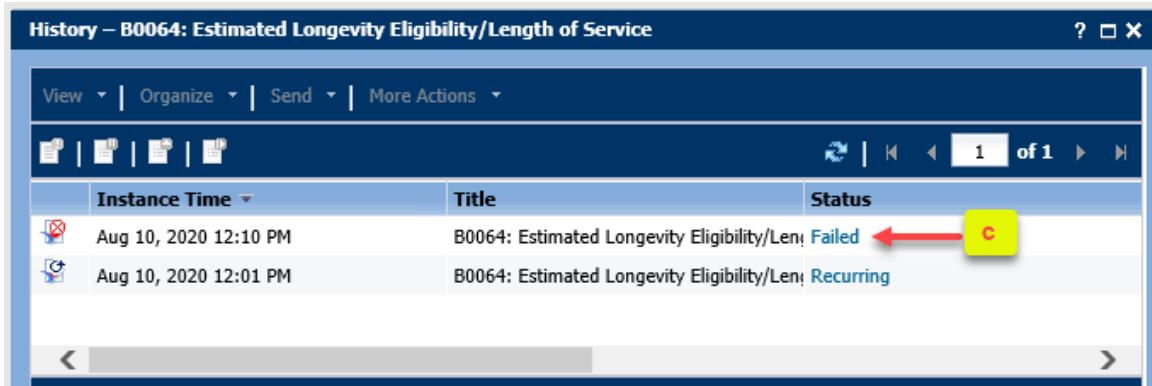 History – B0064: Estimated Longevity Eligibility/Length of Service ?
View | Organize | Send | More Actions
1 of 1
Instance Time Title Status
Aug 10, 2020 12:10 PM B0064: Estimated Longevity Eligibility/Leng Failed c
Aug 10, 2020 12:01 PM B0064: Estimated Longevity Eligibility/Leng Recurring